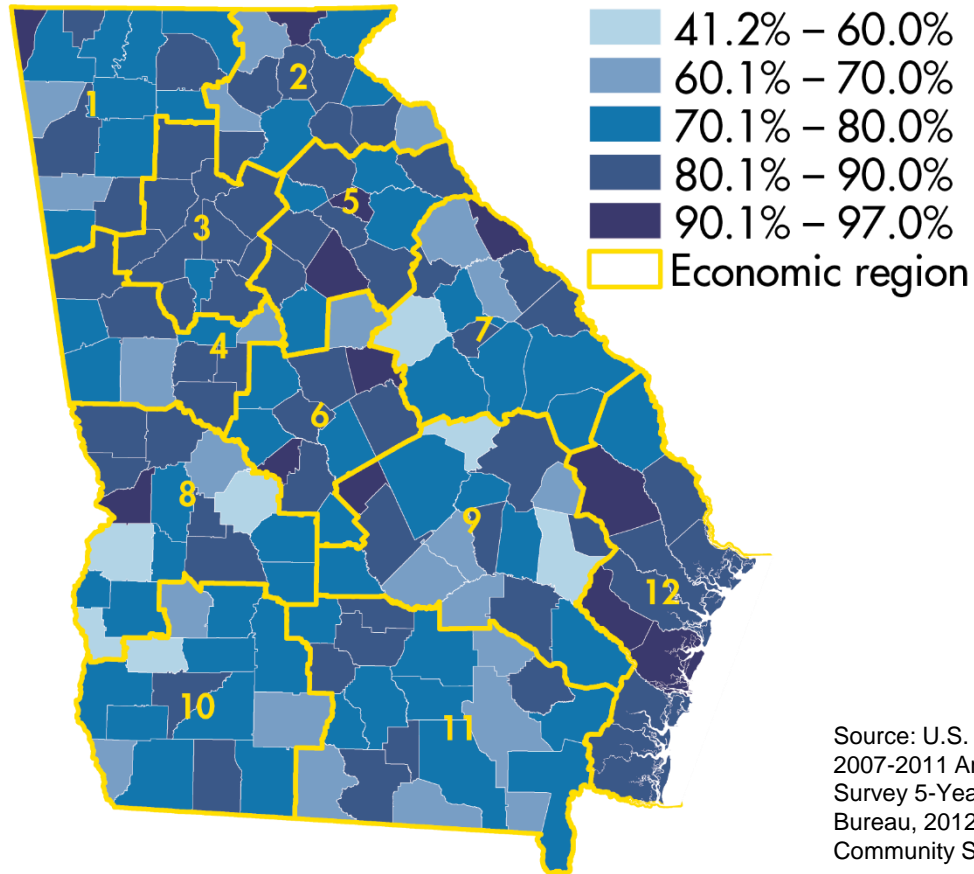 41.2% – 60.0%
60.1% – 70.0%
70.1% – 80.0%
80.1% – 90.0%
90.1% – 97.0%
Economic region
1
2
3
4
5
6
7
8
9
10
11
12
Source: U.S.
2007-2011 A
Survey 5-Yea
Bureau, 2012
Community S